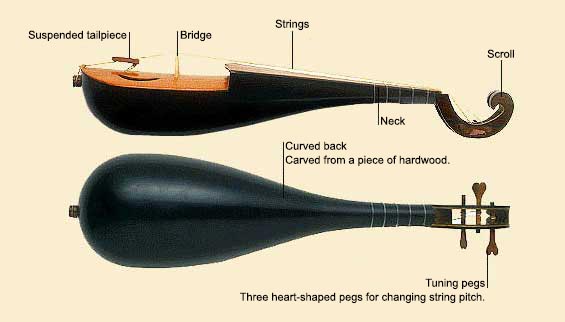 Strings
Suspended tailpiece
Bridge
Scroll
Neck
Curved back
Carved from a piece of hardwood.
Tuning pegs
Three heart-shaped pegs for changing string pitch.